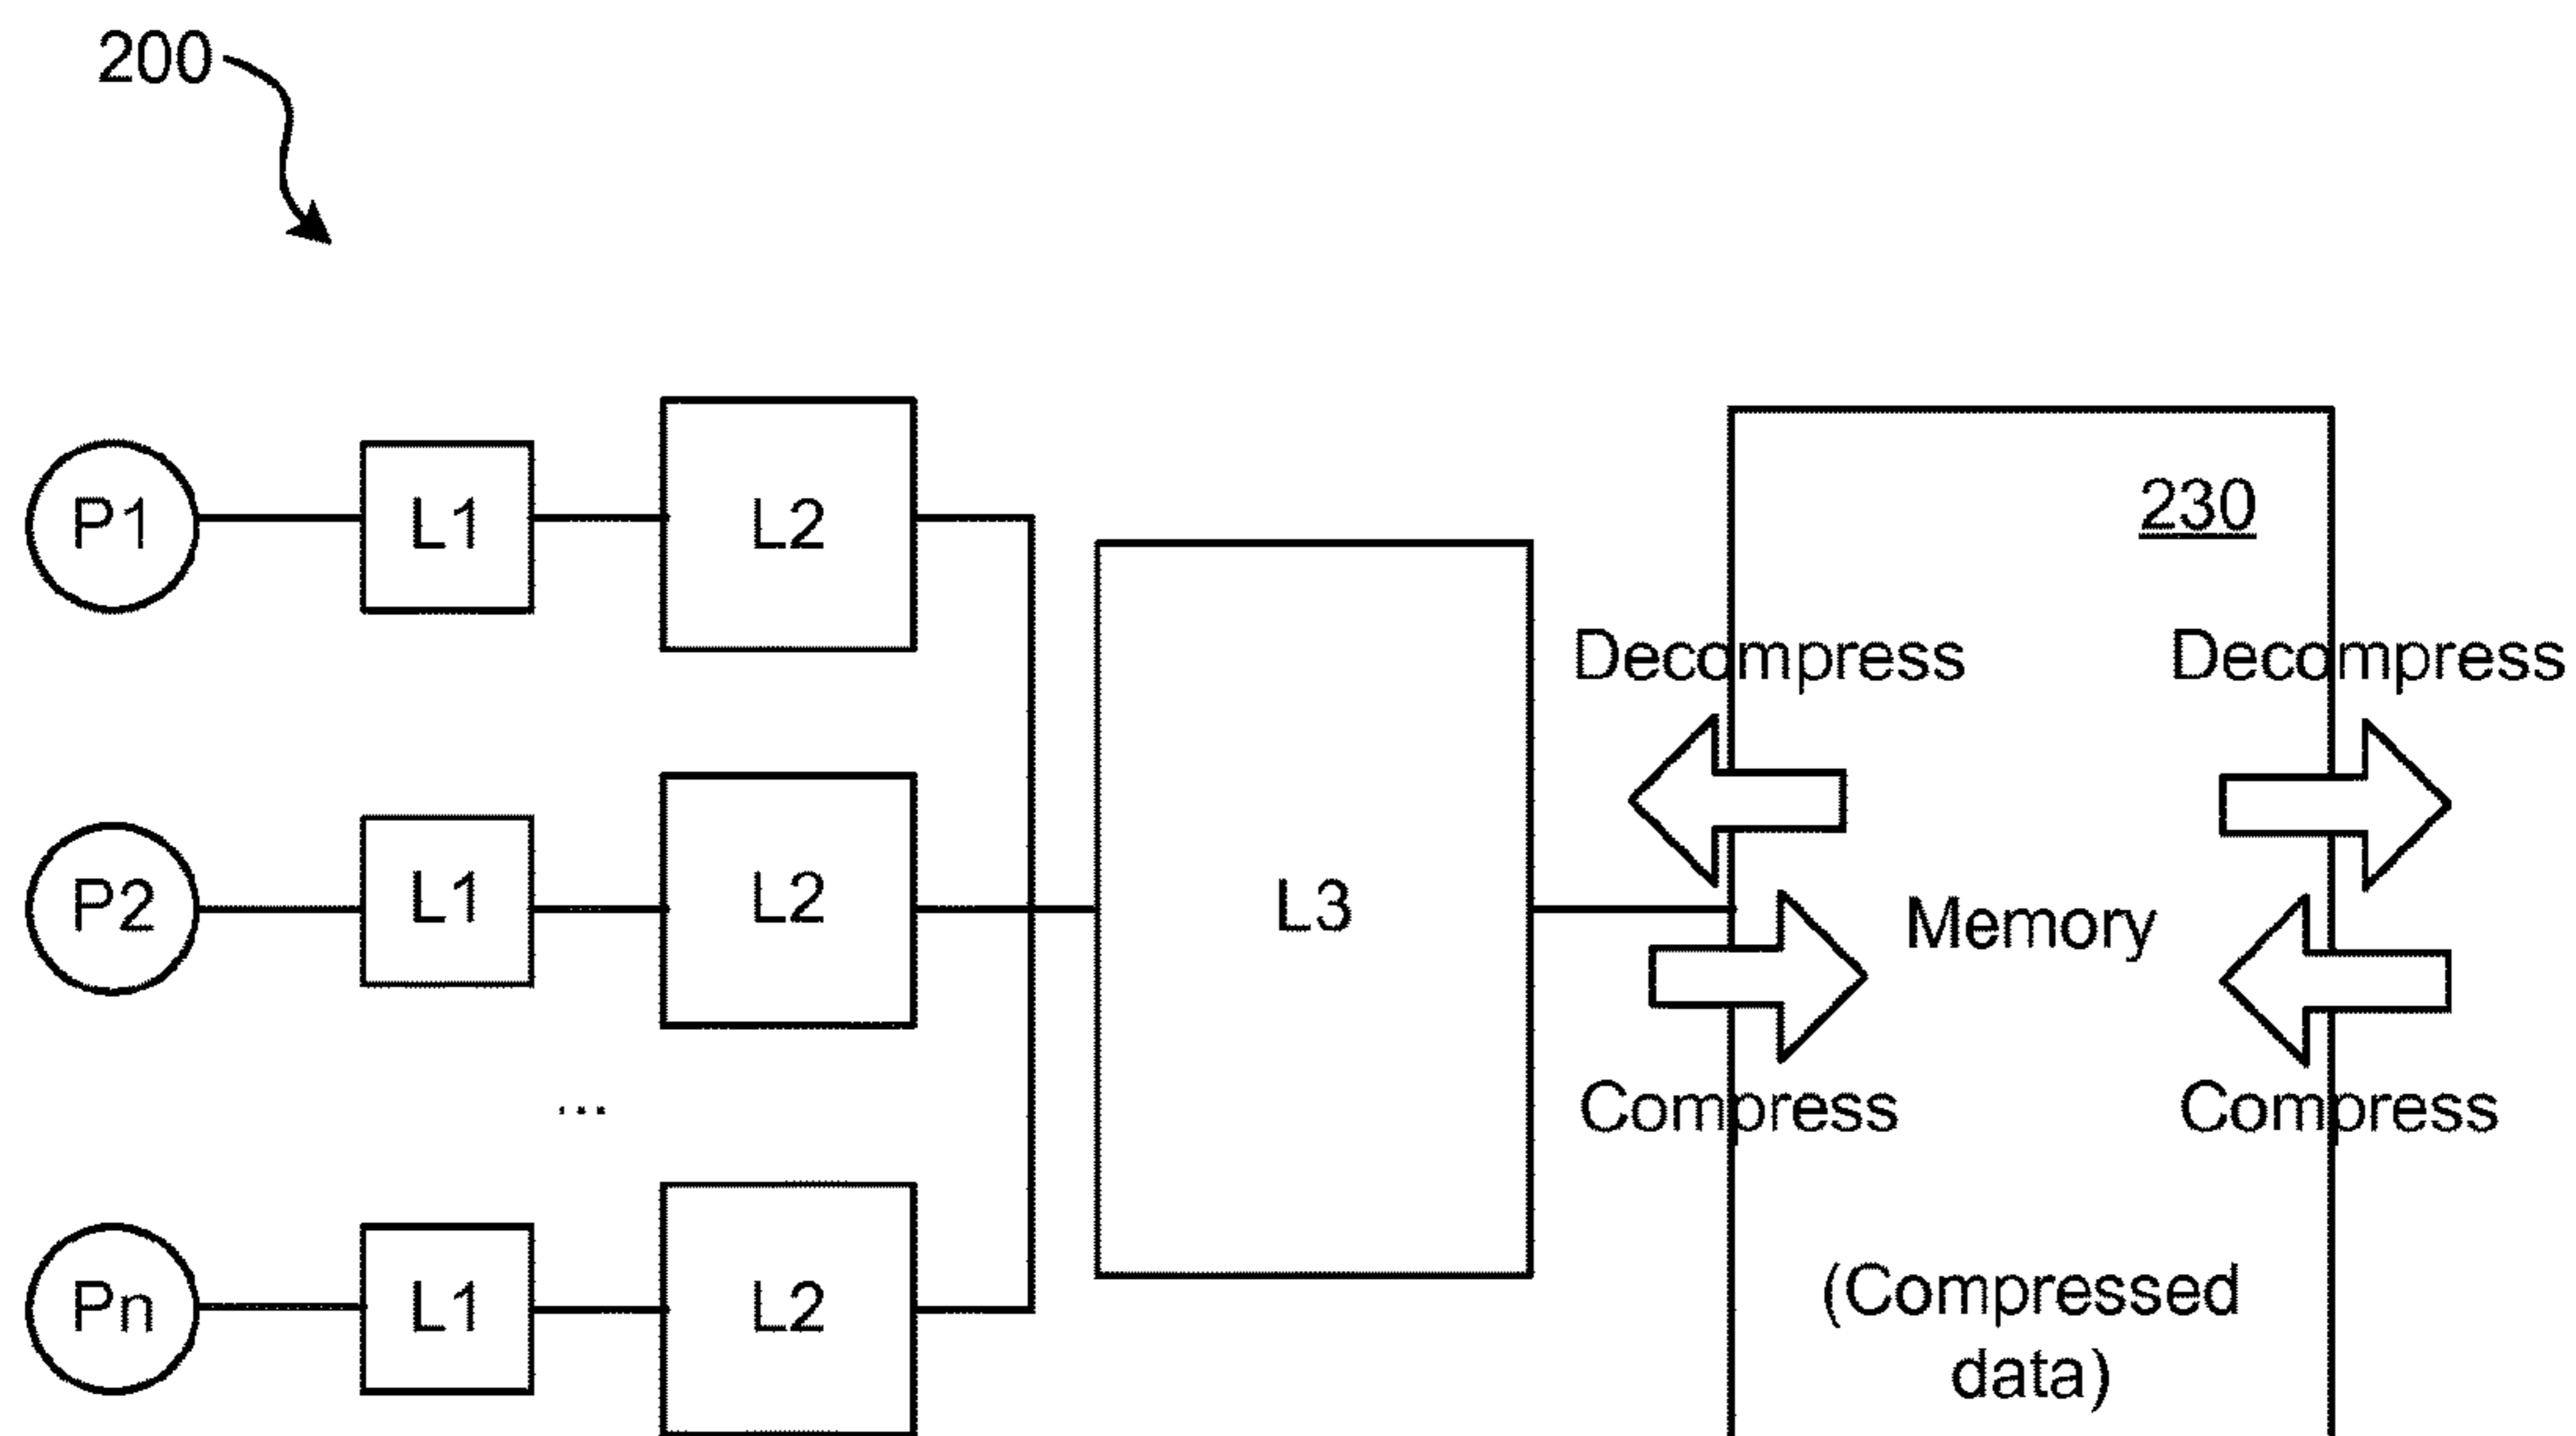 200
230
Decompress Decompress
P1 L1 L2
P2 L1 L2 L3 Memory
...
Compress Compress
Pn L1 L2
(Compressed
data)